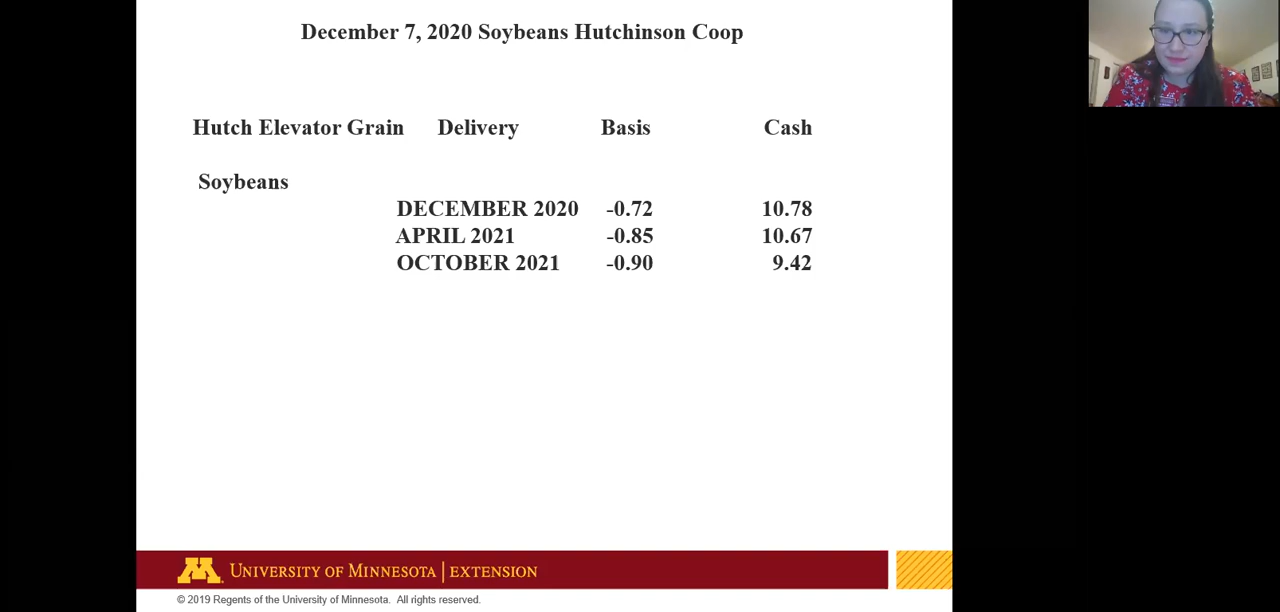 December 7, 2020 Soybeans Hutchinson Coop
Hutch Elevator Grain Delivery Basis Cash
Soybeans
DECEMBER 2020 -0.72 10.78
APRIL 2021 -0.85 10.67
OCTOBER 2021 -0.90 9.42
M UNIVERSITY OF MINNESOTA | EXTENSION
© 2019 Regents of the University of Minnesota. All rights reserved.